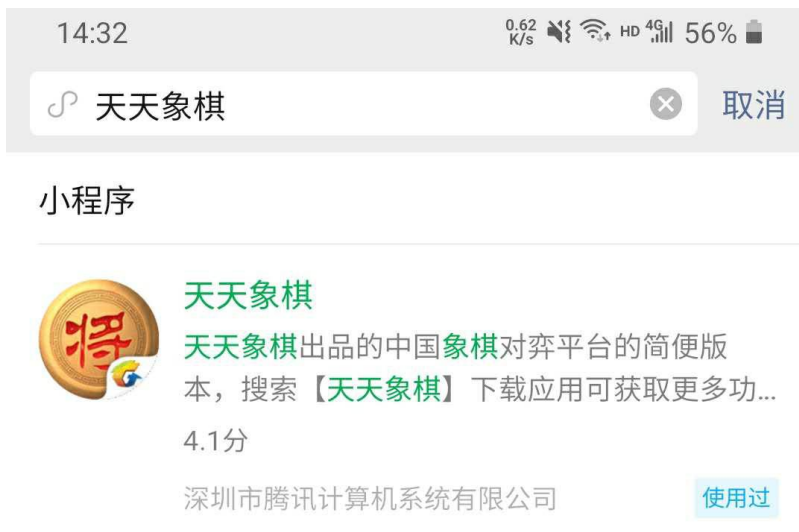 14:32 0.62 K/s HD 4G 56%
天天象棋 取消
小程序
将
天天象棋
天天象棋出品的中国象棋对弈平台的简便版
本，搜索【天天象棋】下载应用可获取更多功...
4.1分
深圳市腾讯计算机系统有限公司 使用过